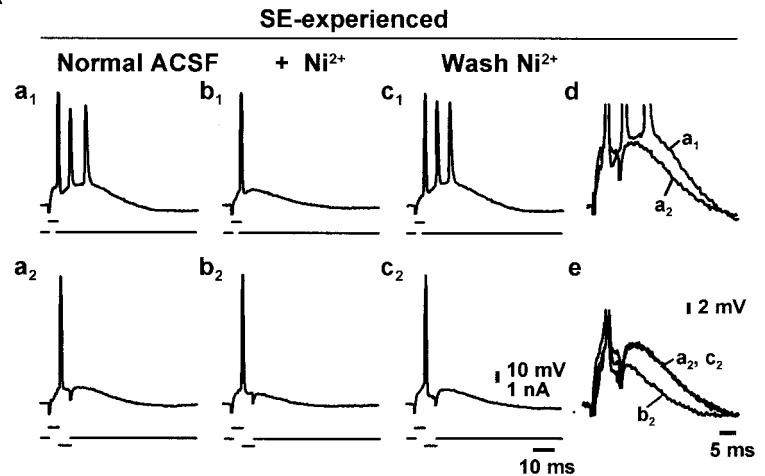 SE-experienced
Normal ACSF + Ni²⁺ Wash Ni²⁺
a₁ b₁ c₁ d
a₁
a₂
a₂ b₂ c₂ e
2 mV
a₂, c₂
b₂
10 mV
1 nA
10 ms
5 ms